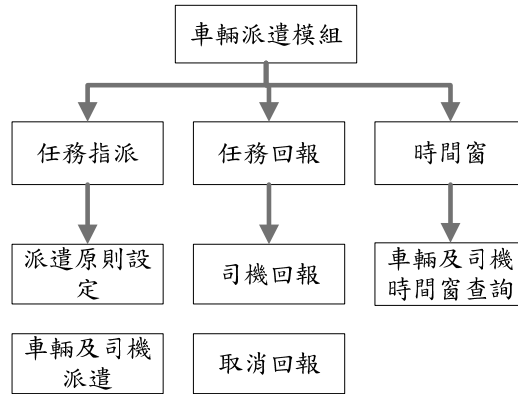 車輛派遣模組
任務指派
任務回報
時間窗
派遣原則設
定
司機回報
車輛及司機
時間窗查詢
車輛及司機
派遣
取消回報